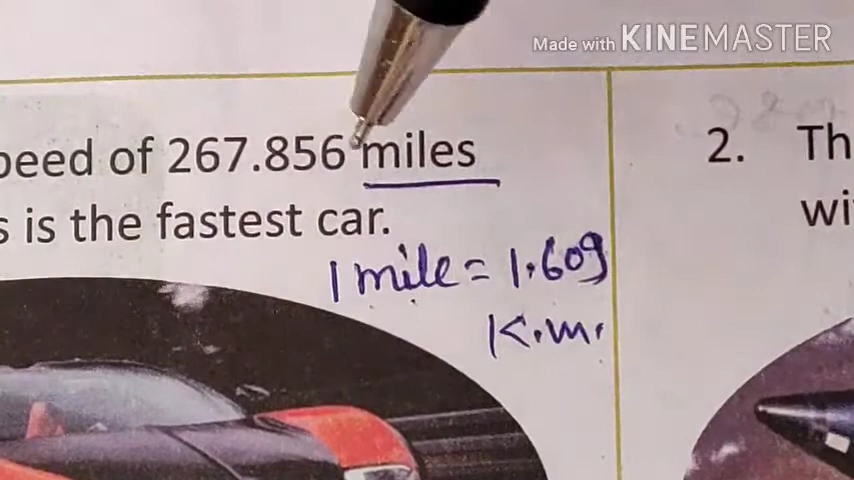 Made with KINEMASTER
peed of 267.856 miles
s is the fastest car.
1 mile = 1.609
K.m.
2. Th
wi